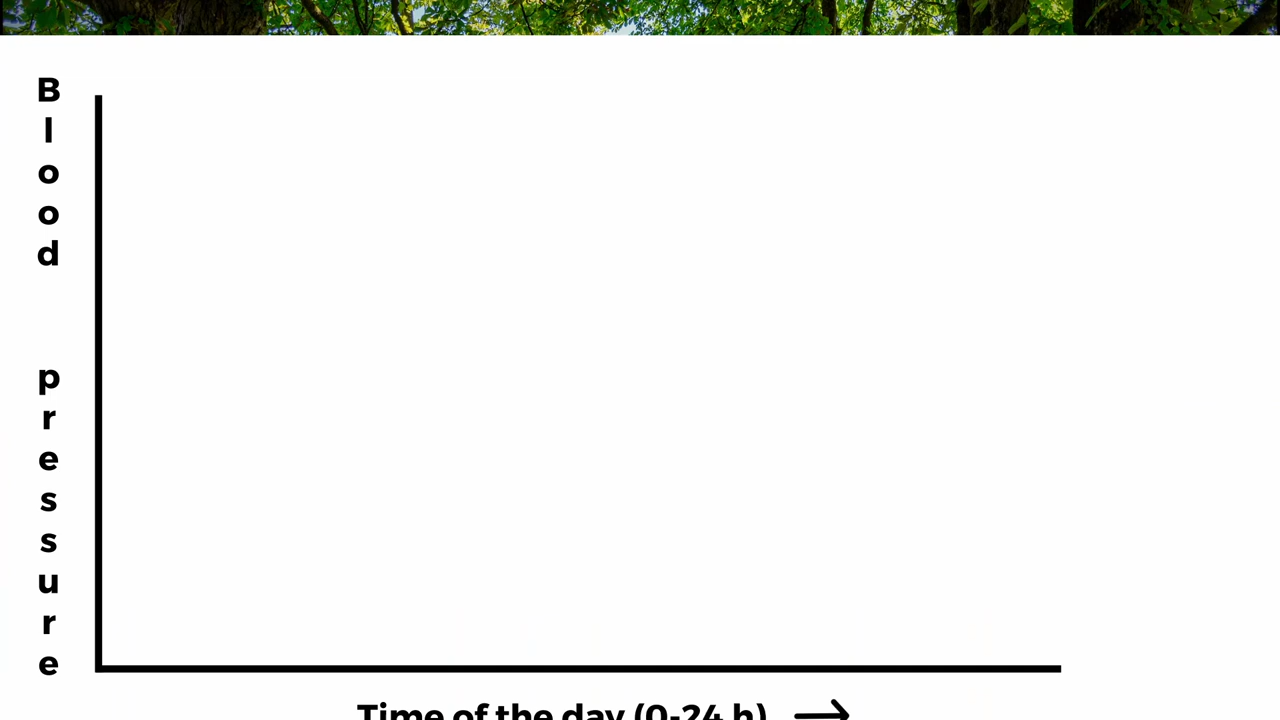 Blood pressure
Time of the day (0-24 h) →